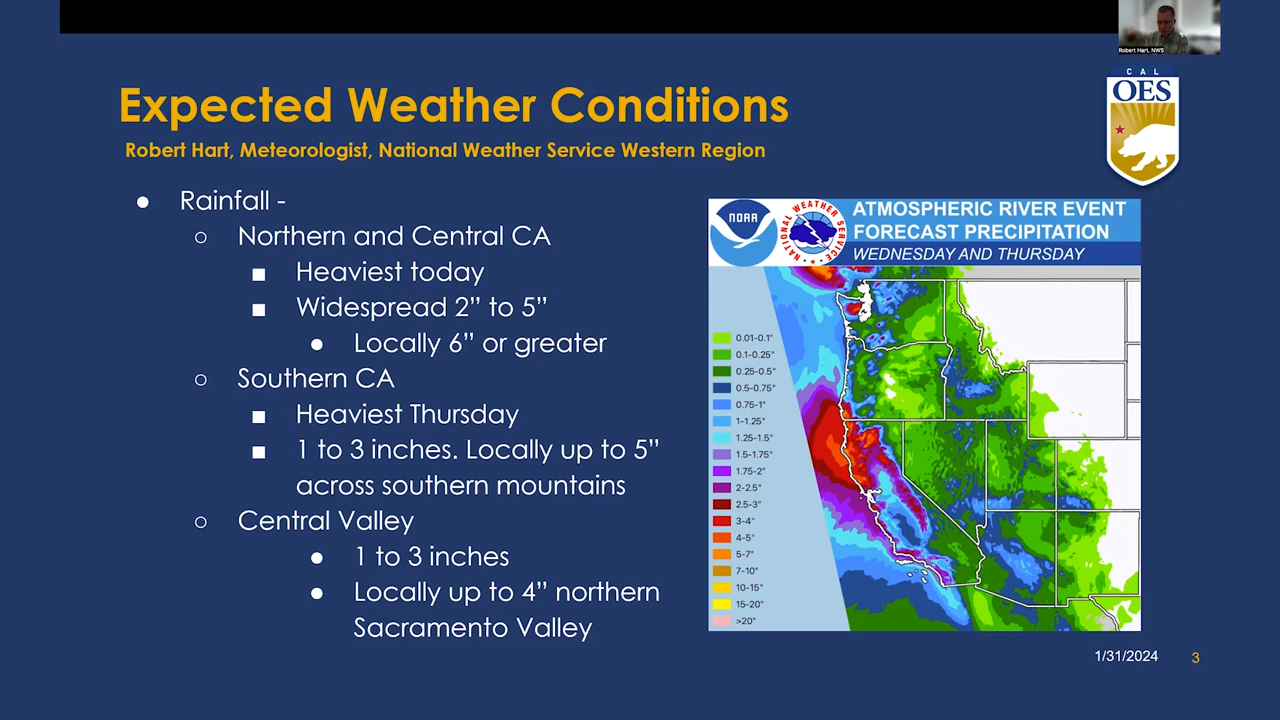 Robert Hart, NWS
CAL
OES
Expected Weather Conditions
Robert Hart, Meteorologist, National Weather Service Western Region
● Rainfall -
○ Northern and Central CA
■ Heaviest today
■ Widespread 2” to 5”
● Locally 6” or greater
○ Southern CA
■ Heaviest Thursday
■ 1 to 3 inches. Locally up to 5”
across southern mountains
○ Central Valley
● 1 to 3 inches
● Locally up to 4” northern
Sacramento Valley
NOAA
NATIONAL WEATHER SERVICE
ATMOSPHERIC RIVER EVENT
FORECAST PRECIPITATION
WEDNESDAY AND THURSDAY
0.01-0.1"
0.1-0.25"
0.25-0.5"
0.5-0.75"
0.75-1"
1-1.25"
1.25-1.5"
1.5-1.75"
1.75-2"
2-2.5"
2.5-3"
3-4"
4-5"
5-7"
7-10"
10-15"
15-20"
>20"
1/31/2024
3